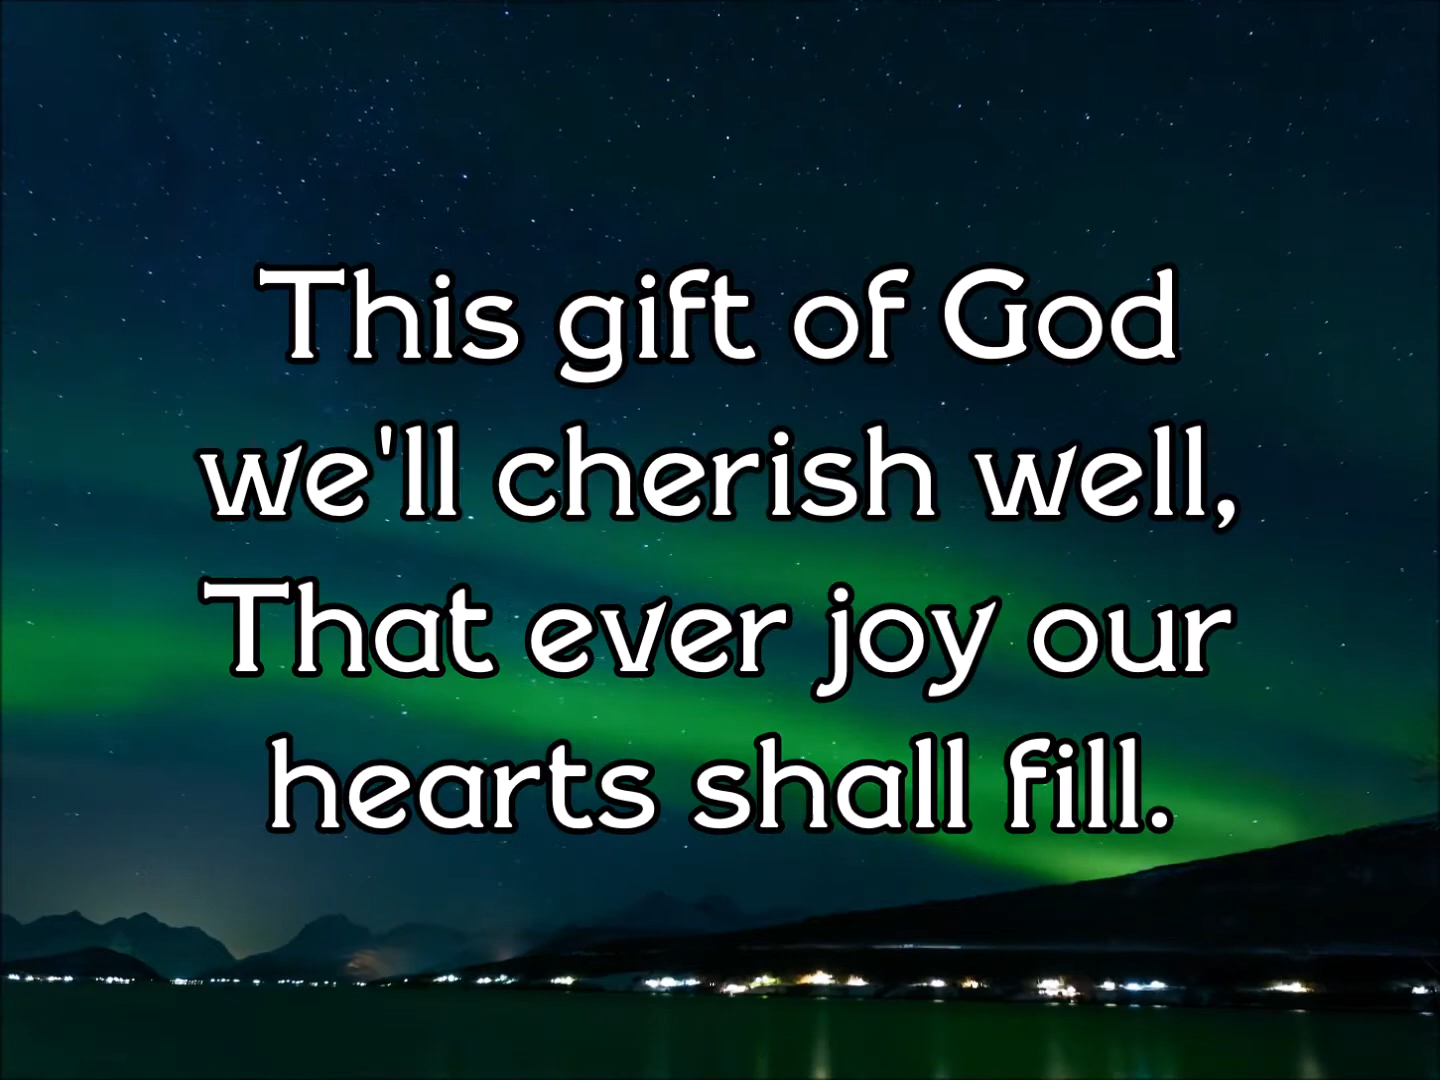 This gift of God
we'll cherish well,
That ever joy our
hearts shall fill.